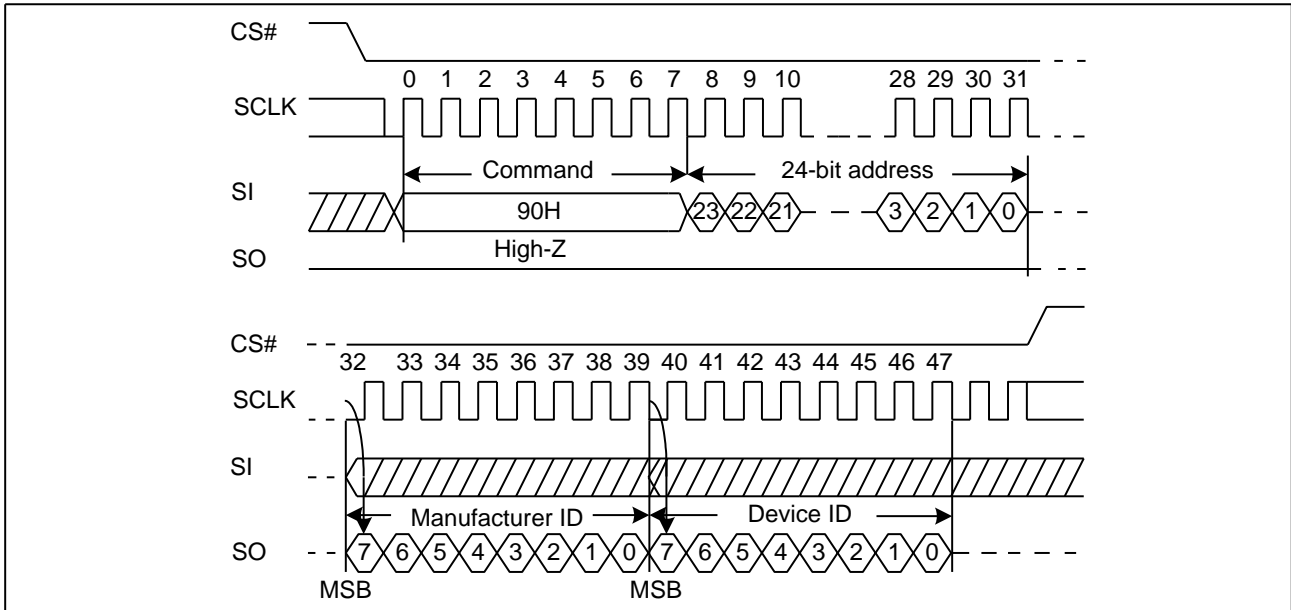 CS#
0 1 2 3 4 5 6 7 8 9 10 28 29 30 31
SCLK
Command 24-bit address
SI
90H 23 22 21 3 2 1 0
High-Z
SO
CS#
32 33 34 35 36 37 38 39 40 41 42 43 44 45 46 47
SCLK
SI
Manufacturer ID Device ID
SO 7 6 5 4 3 2 1 0 7 6 5 4 3 2 1 0
MSB MSB